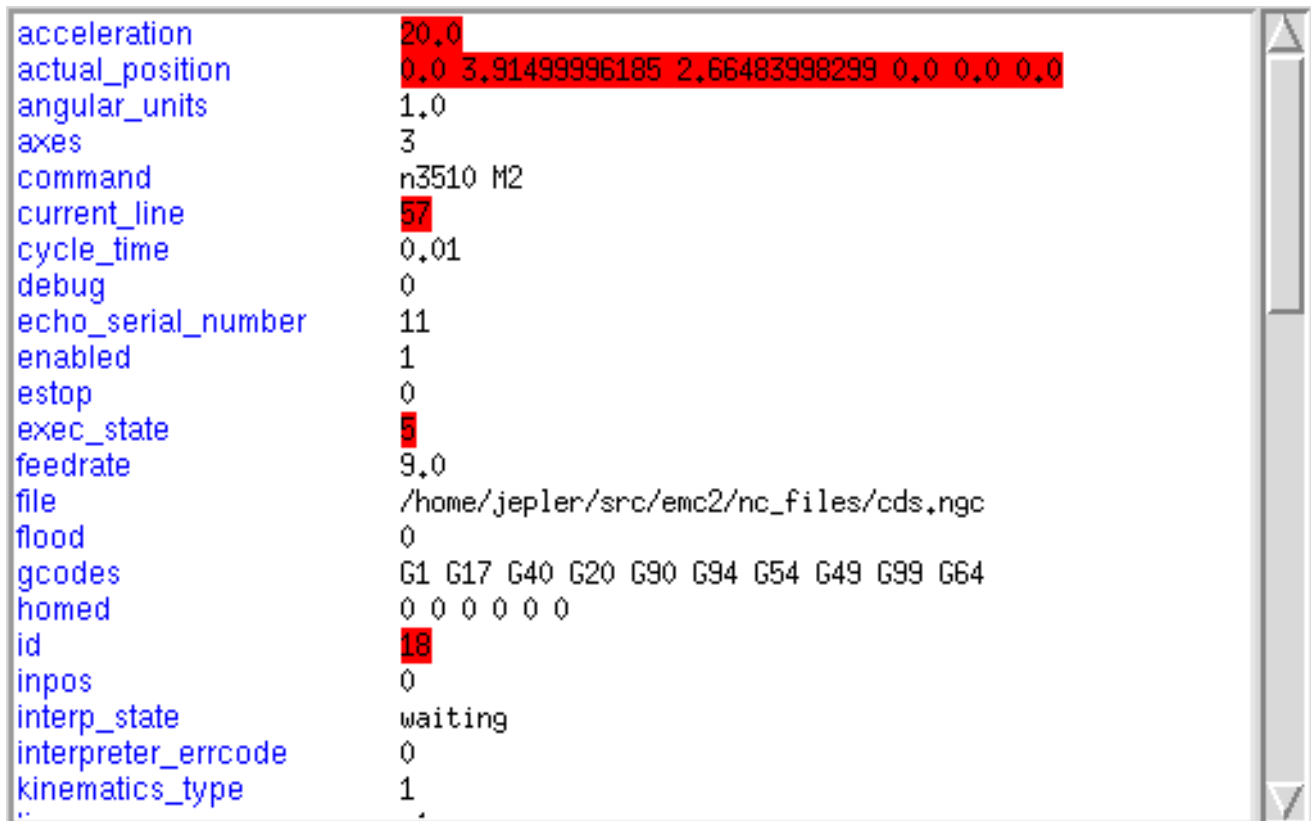 acceleration 20.0
actual_position 0.0 3.91499996185 2.66483998299 0.0 0.0 0.0
angular_units 1.0
axes 3
command n3510 M2
current_line 57
cycle_time 0.01
debug 0
echo_serial_number 11
enabled 1
estop 0
exec_state 5
feedrate 9.0
file /home/jepler/src/emc2/nc_files/cds.ngc
flood 0
gcodes G1 G17 G40 G20 G90 G94 G54 G49 G99 G64
homed 0 0 0 0 0 0
id 18
inpos 0
interp_state waiting
interpreter_errcode 0
kinematics_type 1